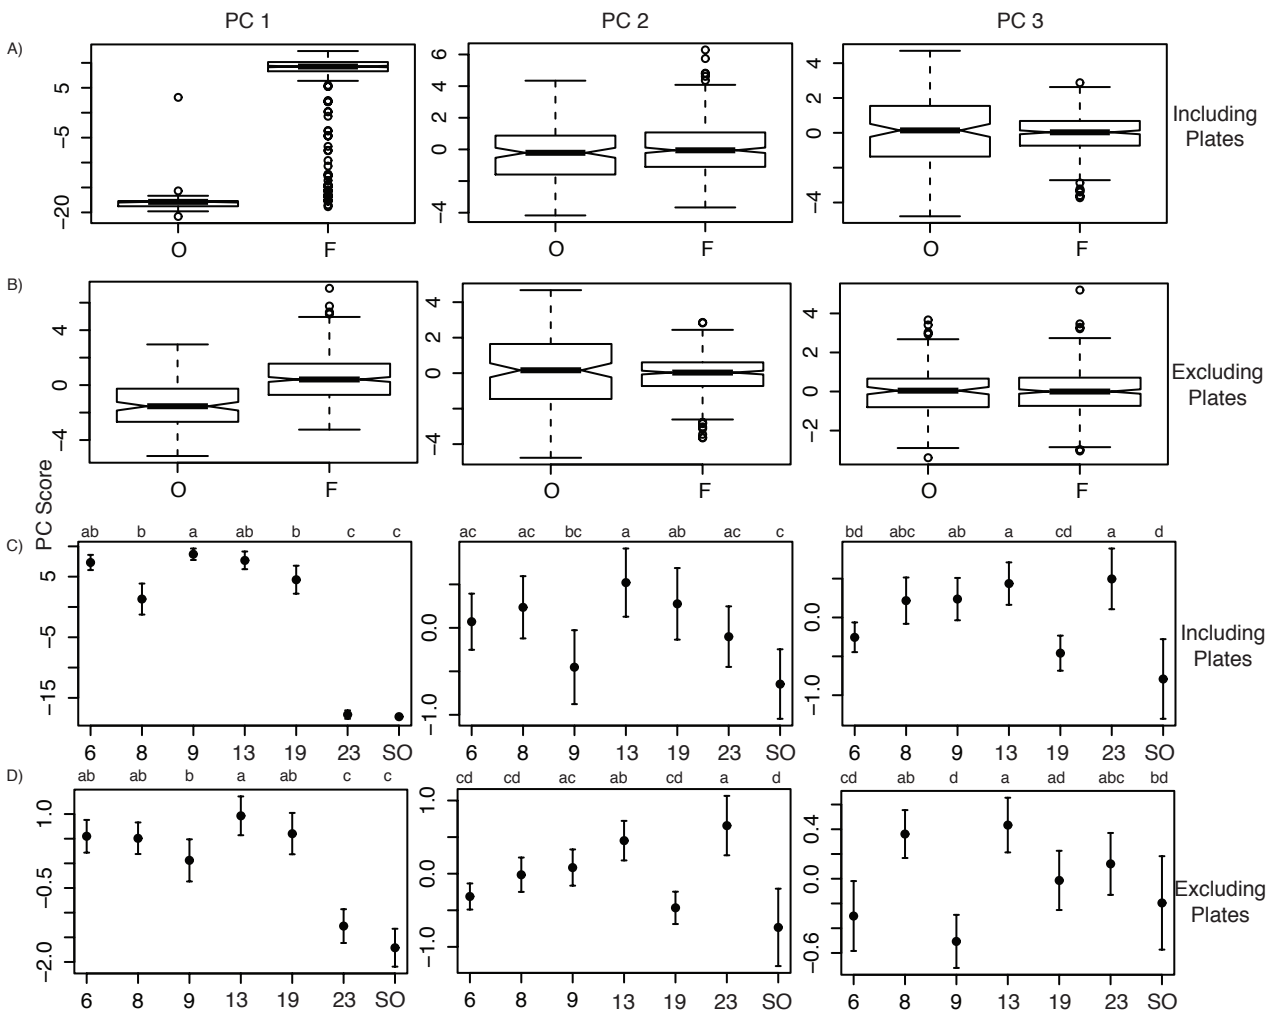 PC 1 PC 2 PC 3
A)
5 −5 −20
6 4 2 0 −4
4 2 0 −4
Including
Plates
O F O F O F
B)
4 0 −4
4 2 0 −4
4 2 0 −2
Excluding
Plates
O F O F O F
PC Score
C)
ab b a ab b c c
ac ac bc a ab ac c
bd abc ab a cd a d
5 −5 −15
0.0 −1.0
0.0 −1.0
Including
Plates
6 8 9 13 19 23 SO
6 8 9 13 19 23 SO
6 8 9 13 19 23 SO
D)
ab ab b a ab c c
cd cd ac ab cd a d
cd ab d a ad abc bd
1.0 −0.5 −2.0
1.0 0.0 −1.0
0.4 0.0 −0.6
Excluding
Plates
6 8 9 13 19 23 SO
6 8 9 13 19 23 SO
6 8 9 13 19 23 SO